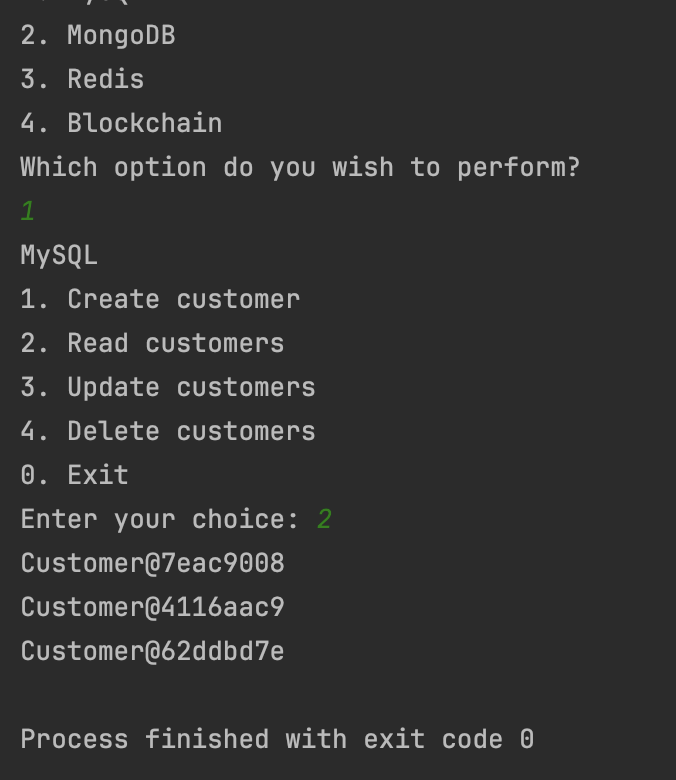 2. MongoDB
3. Redis
4. Blockchain
Which option do you wish to perform?
1
MySQL
1. Create customer
2. Read customers
3. Update customers
4. Delete customers
0. Exit
Enter your choice: 2
Customer@7eac9008
Customer@4116aac9
Customer@62ddbd7e
Process finished with exit code 0